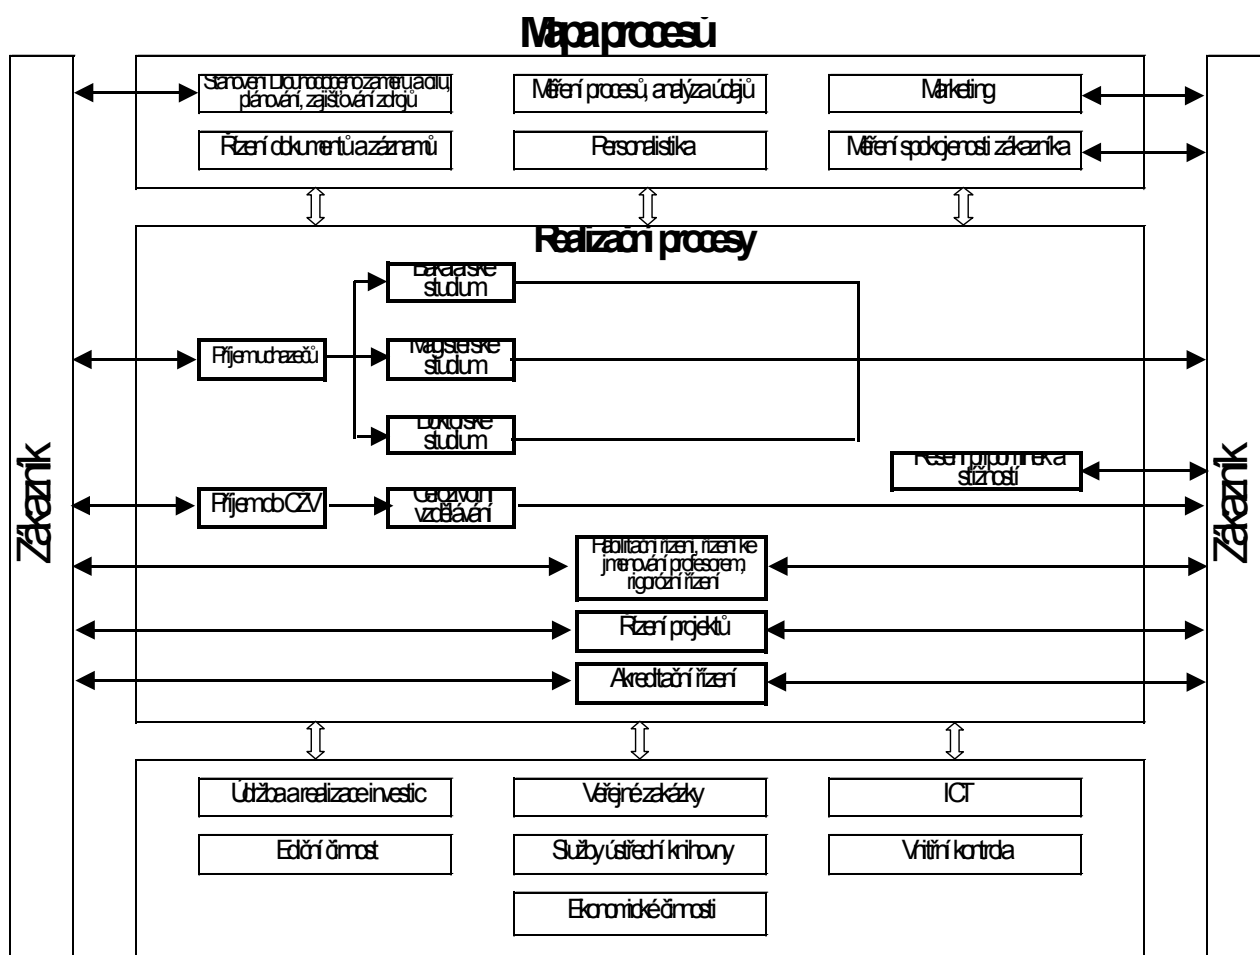 Mapa procesů
Stanovení Dlouhodobého záměru a cílů,
plánování, zajišťování zdrojů
Měření procesů, analýza údajů
Marketing
Řízení dokumentů a záznamů
Personalistika
Měření spokojenosti zákazníka
Realizační procesy
Bakalářské
studium
Příjem uchazečů
Magisterské
studium
Doktorské
studium
Zákazník
Zákazník
Řešení připomínek a
stížností
Příjem do CŽV
Celoživotní
vzdělávání
Habilitační řízení, řízení ke
jmenování profesorem,
rigorózní řízení
Řízení projektů
Akreditační řízení
Údržba a realizace investic
Veřejné zakázky
ICT
Ediční činnost
Služby ústřední knihovny
Vnitřní kontrola
Ekonomické činnosti